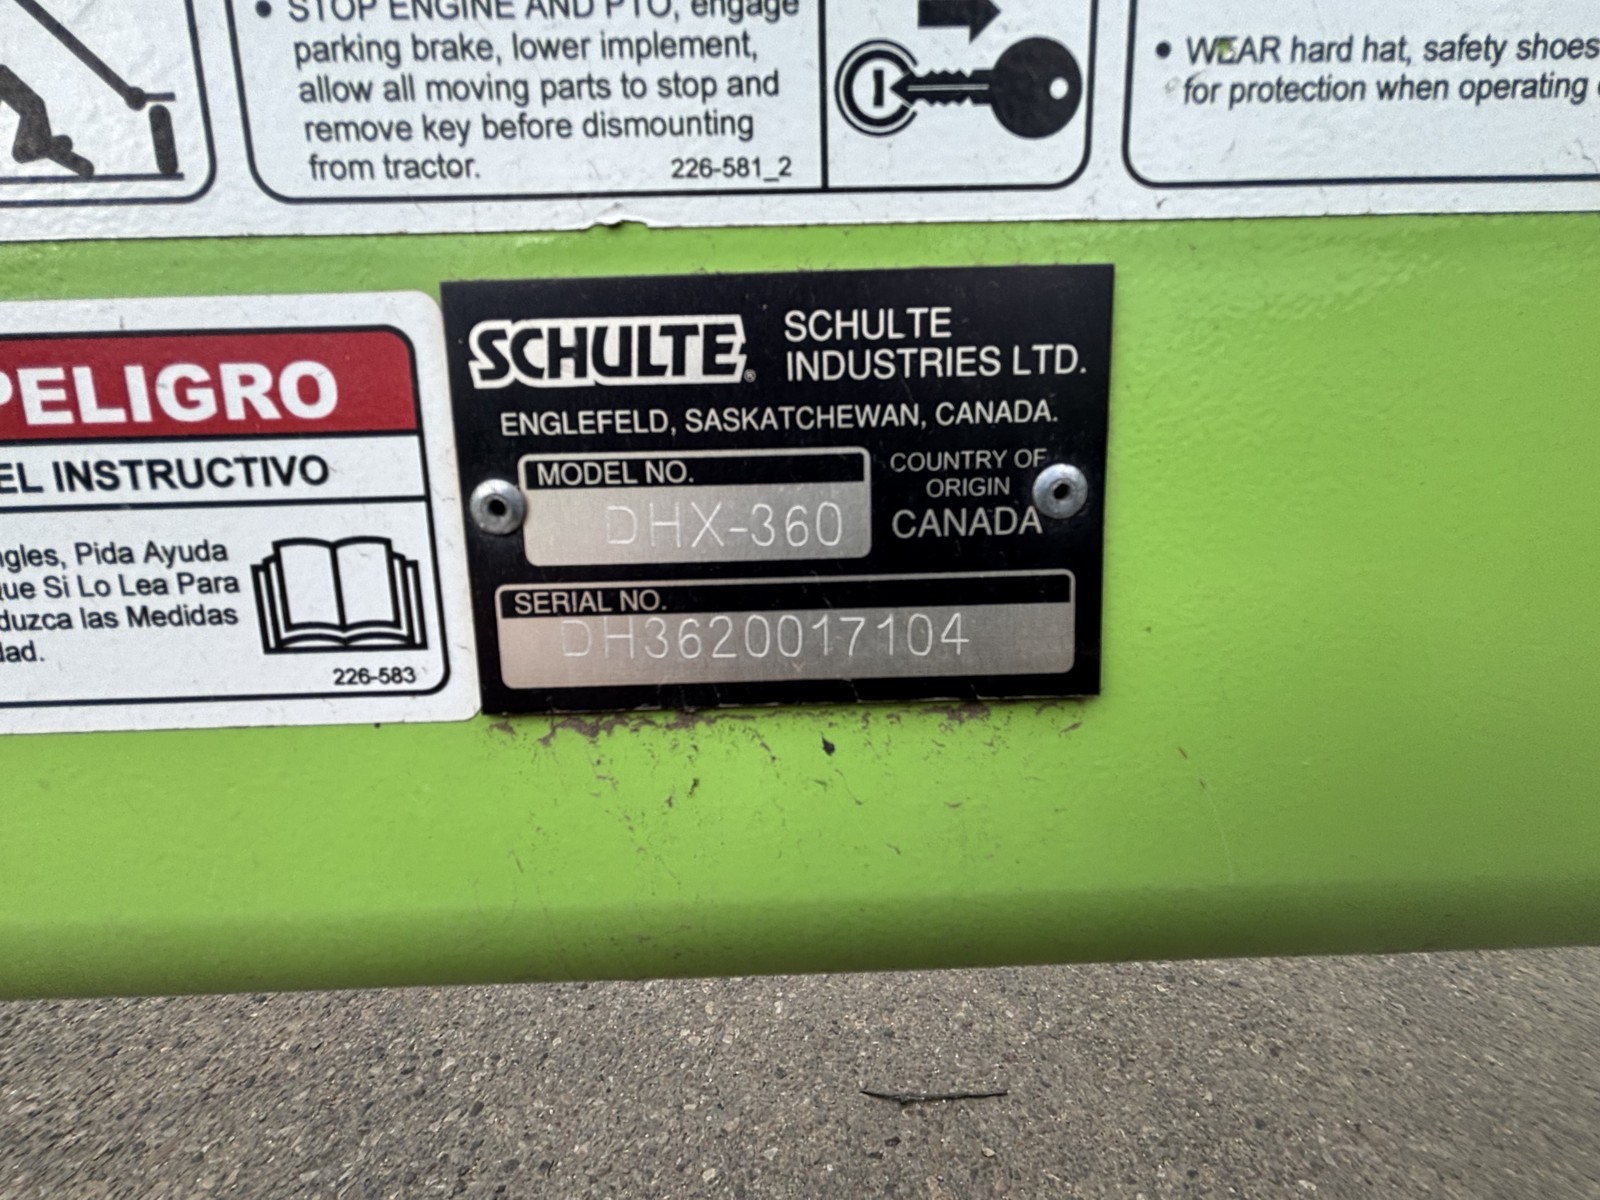 • STOP ENGINE AND PTO, engage
parking brake, lower implement,
allow all moving parts to stop and
remove key before dismounting
from tractor.
226-581_2
• WEAR hard hat, safety shoes
for protection when operating
PELIGRO
EL INSTRUCTIVO
ngles, Pida Ayuda
que Si Lo Lea Para
duzca las Medidas
dad.
226-583
SCHULTE®
SCHULTE
INDUSTRIES LTD.
ENGLEFELD, SASKATCHEWAN, CANADA.
MODEL NO.
DHX-360
COUNTRY OF
ORIGIN
CANADA
SERIAL NO.
DH3620017104